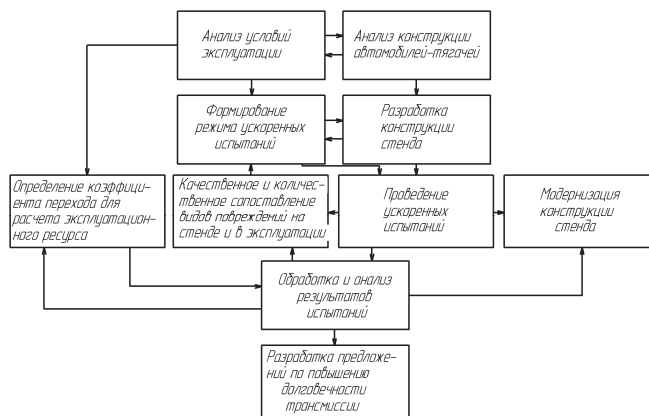 Анализ условий
эксплуатации
Анализ конструкции
автомобилей-тягачей
Формирование
режима ускоренных
испытаний
Разработка
конструкции
стенда
Определение коэффици-
ента перехода для
расчета эксплуатацион-
ного ресурса
Качественное и количес-
твенное сопоставление
видов повреждений на
стенде и в эксплуатации
Проведение
ускоренных
испытаний
Модернизация
конструкции
стенда
Обработка и анализ
результатов
испытаний
Разработка предложе-
ний по повышению
долговечности
трансмиссии